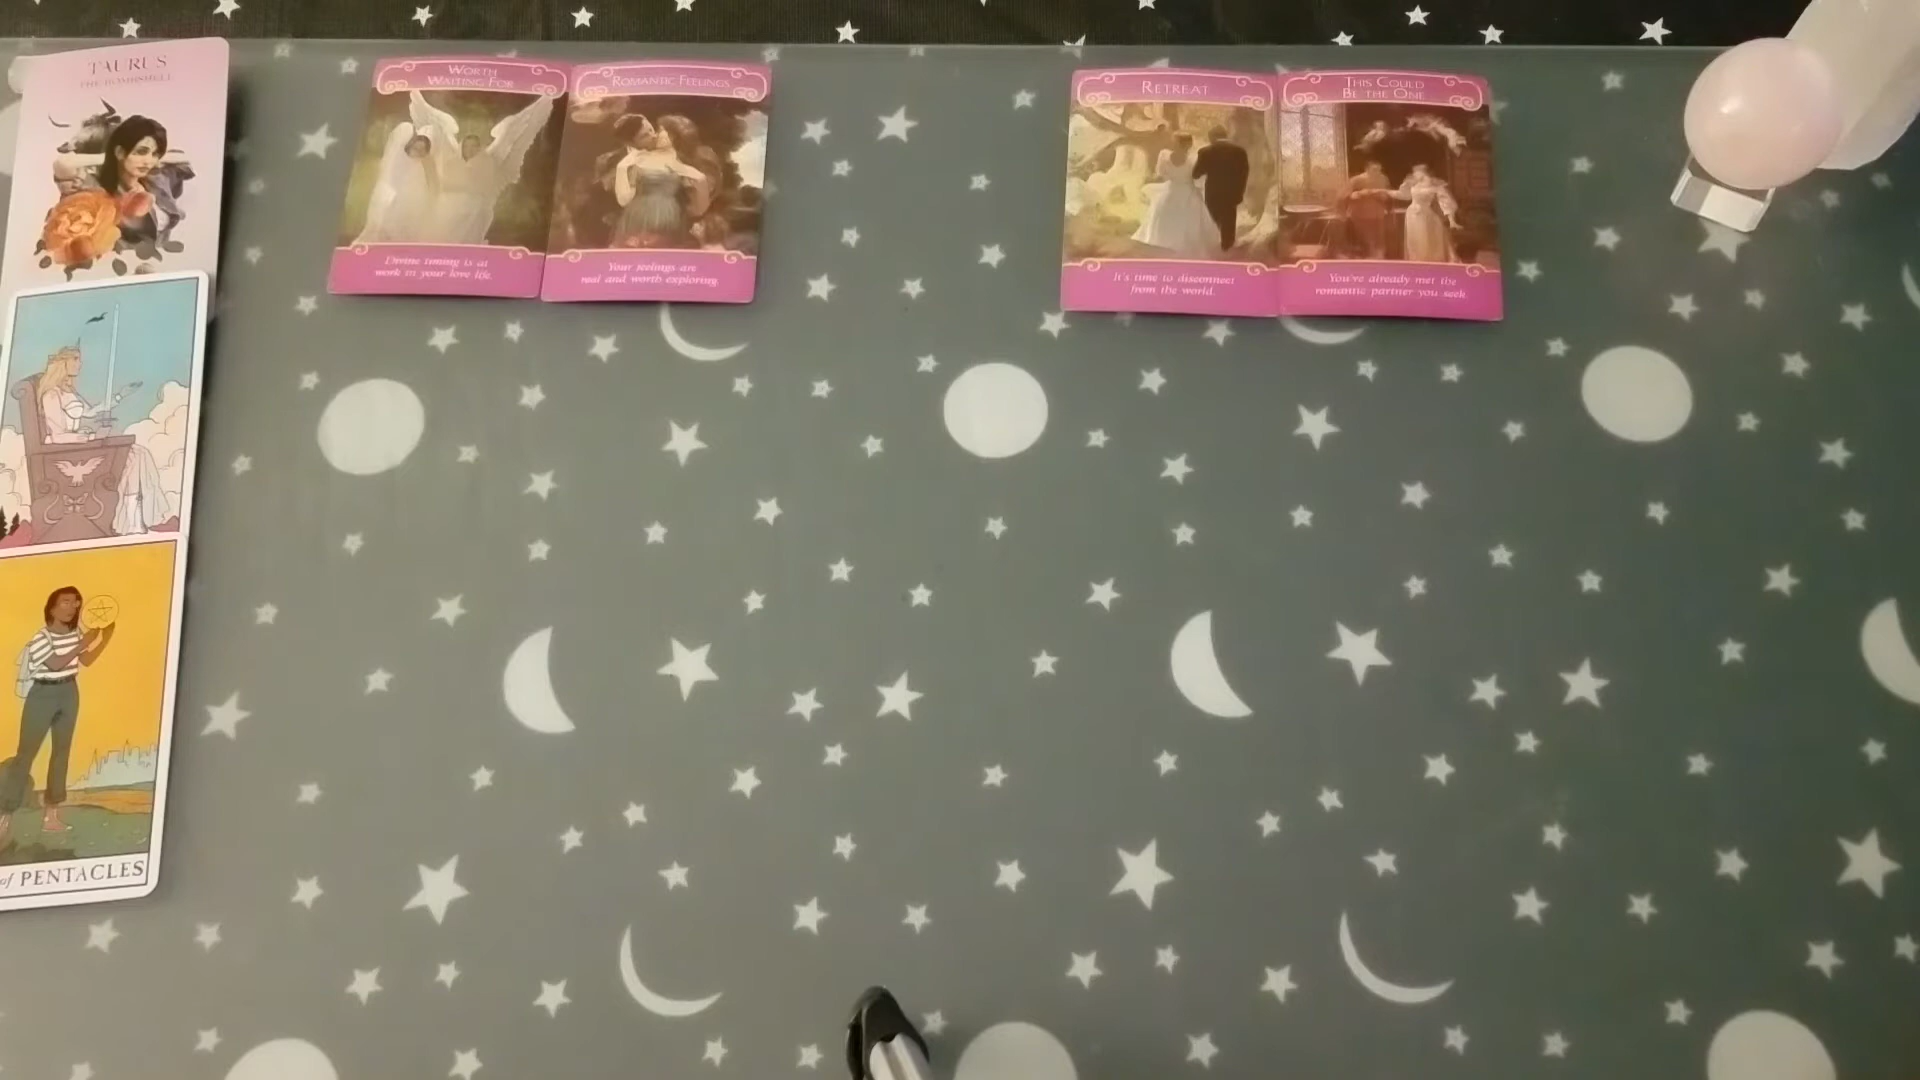 TAURUS
THE BOMBSHELL
of PENTACLES
WORTH
WAITING FOR
Divine timing is at
work in your love life.
ROMANTIC FEELINGS
Your feelings are
real and worth exploring.
RETREAT
It's time to disconnect
from the world.
THIS COULD
BE THE ONE
You've already met the
romantic partner you seek.